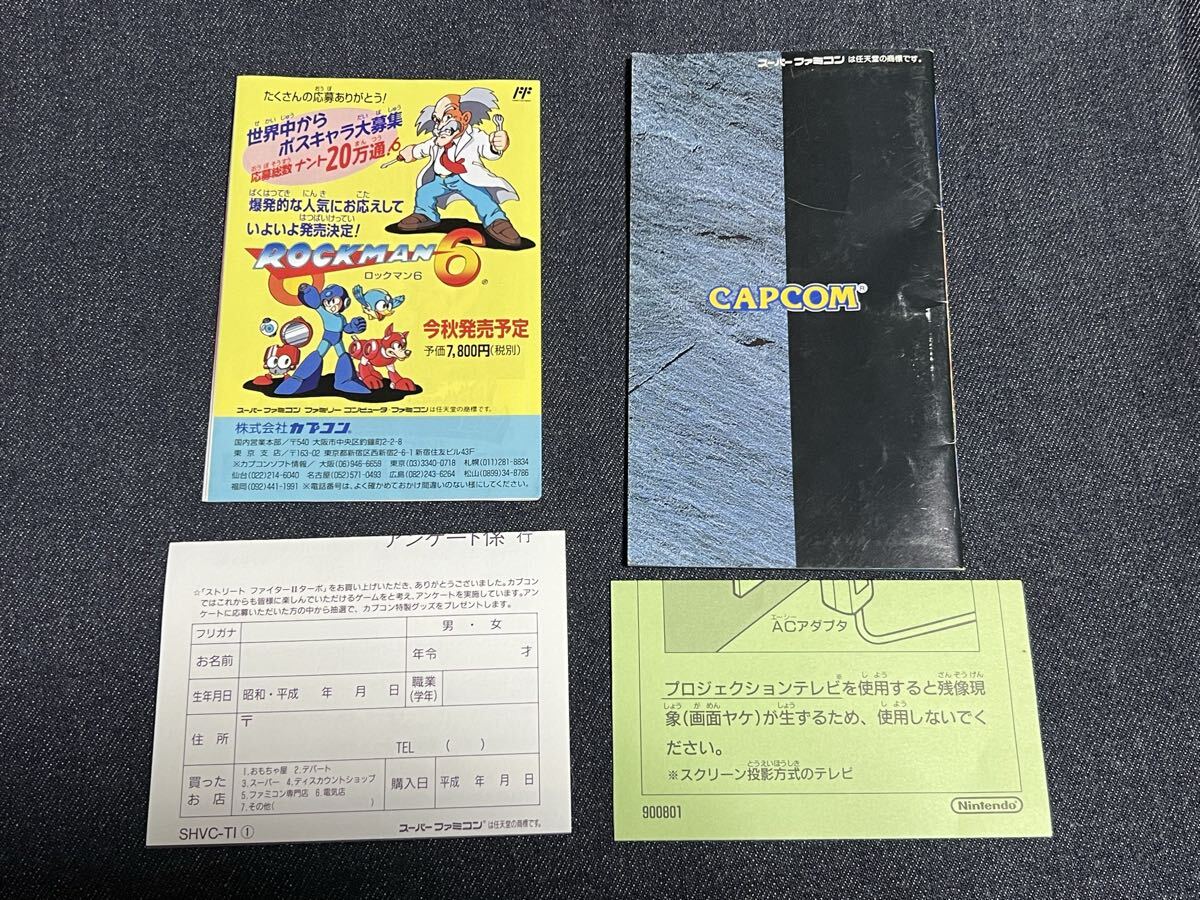 たくさんの応募ありがとう!
世界中から
ボスキャラ大募集
応募総数 ナント20万通!
爆発的な人気にお応えして
いよいよ発売決定!
ROCKMAN 6
ロックマン6
今秋発売予定
予価7,800円(税別)
スーパーファミコン ファミリーコンピュータ・ファミコンは任天堂の商標です。
株式会社カプコン
国内営業本部/〒540 大阪市中央区釣鐘町2-2-8
東京支店/〒163-02 東京都新宿区西新宿2-6-1新宿住友ビル43F
※カプコンソフト情報/大阪(06)946-6659 東京(03)3340-0718 札幌(011)281-8834
仙台(022)214-6040 名古屋(052)571-0493 広島(082)243-6264 松山(0899)34-8786
福岡(092)441-1991 ※電話番号は、よく確かめておかけ間違いのない様にしてください。
スーパーファミコンは任天堂の商標です。
CAPCOM®
アンケート係 行
☆「ストリート ファイターIIターボ」をお買い上げいただき、ありがとうございました。カプコン
ではこれからも皆様に楽しんでいただけるゲームをと考え、アンケートを実施しています。アン
ケートに応募いただいた方の中から抽選で、カプコン特製グッズをプレゼントします。
フリガナ 男・女
お名前 年令 才
生年月日 昭和・平成 年 月 日 職業(学年)
住所 〒
TEL ( )
買ったお店
1.おもちゃ屋 2.デパート
3.スーパー 4.ディスカウントショップ
5.ファミコン専門店 6.電気店
7.その他( )
購入日 平成 年 月 日
SHVC-TI ①
スーパーファミコン®は任天堂の商標です。
エーシー
ACアダプタ
プロジェクションテレビ※を使用すると残像現
象(画面ヤケ)が生ずるため、使用しないでく
ださい。
※スクリーン投影方式のテレビ
900801
Nintendo